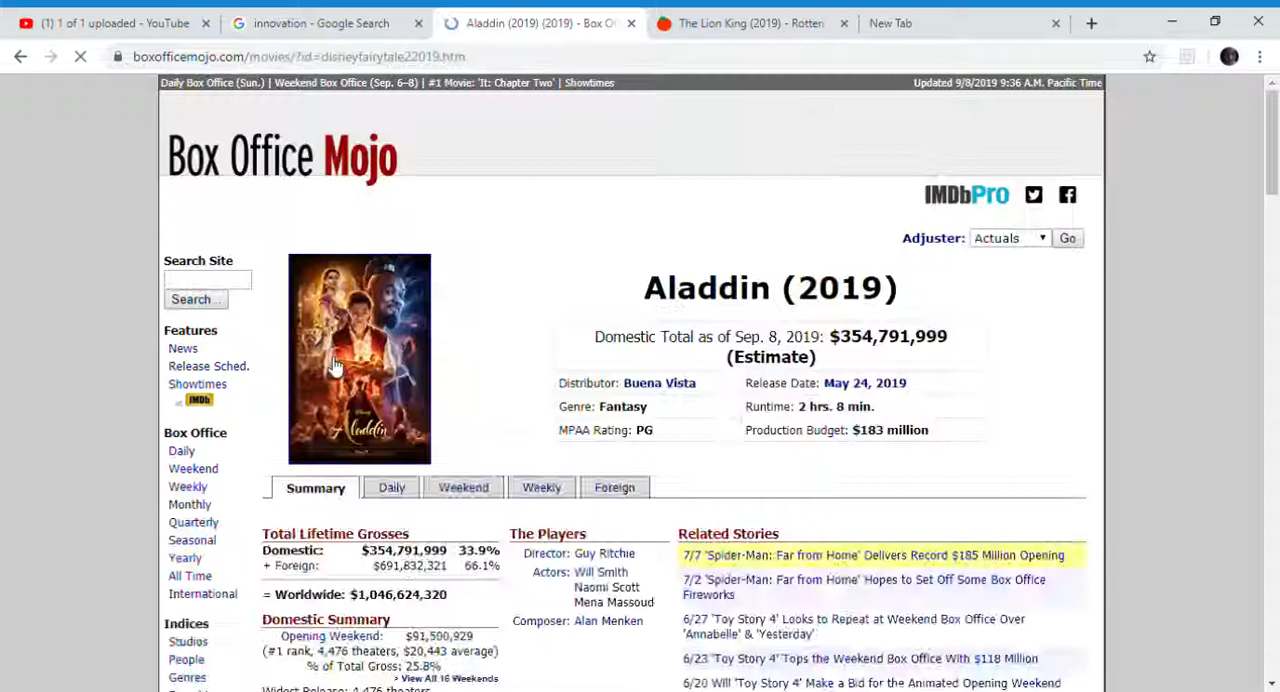 (1) 1 of 1 uploaded - YouTube
innovation - Google Search
Aladdin (2019) (2019) - Box Of
The Lion King (2019) - Rotten
New Tab
boxofficemojo.com/movies/?id=disneyfairytale22019.htm
Daily Box Office (Sun.) | Weekend Box Office (Sep. 6–8) | #1 Movie: 'It: Chapter Two' | Showtimes
Updated 9/8/2019 9:36 A.M. Pacific Time
Box Office Mojo
IMDbPro
Adjuster: Actuals Go
Search Site
Search...
Features
News
Release Sched.
Showtimes
at IMDb
Box Office
Daily
Weekend
Weekly
Monthly
Quarterly
Seasonal
Yearly
All Time
International
Indices
Studios
People
Genres
Aladdin
Aladdin (2019)
Domestic Total as of Sep. 8, 2019: $354,791,999
(Estimate)
Distributor: Buena Vista
Release Date: May 24, 2019
Genre: Fantasy
Runtime: 2 hrs. 8 min.
MPAA Rating: PG
Production Budget: $183 million
Summary Daily Weekend Weekly Foreign
Total Lifetime Grosses
Domestic: $354,791,999 33.9%
+ Foreign: $691,832,321 66.1%
= Worldwide: $1,046,624,320
Domestic Summary
Opening Weekend: $91,500,929
(#1 rank, 4,476 theaters, $20,443 average)
% of Total Gross: 25.8%
> View All 16 Weekends
Widest Release: 4,476 theaters
The Players
Director: Guy Ritchie
Actors: Will Smith
Naomi Scott
Mena Massoud
Composer: Alan Menken
Related Stories
7/7 'Spider-Man: Far from Home' Delivers Record $185 Million Opening
7/2 'Spider-Man: Far from Home' Hopes to Set Off Some Box Office
Fireworks
6/27 'Toy Story 4' Looks to Repeat at Weekend Box Office Over
'Annabelle' & 'Yesterday'
6/23 'Toy Story 4' Tops the Weekend Box Office With $118 Million
6/20 Will 'Toy Story 4' Make a Bid for the Animated Opening Weekend